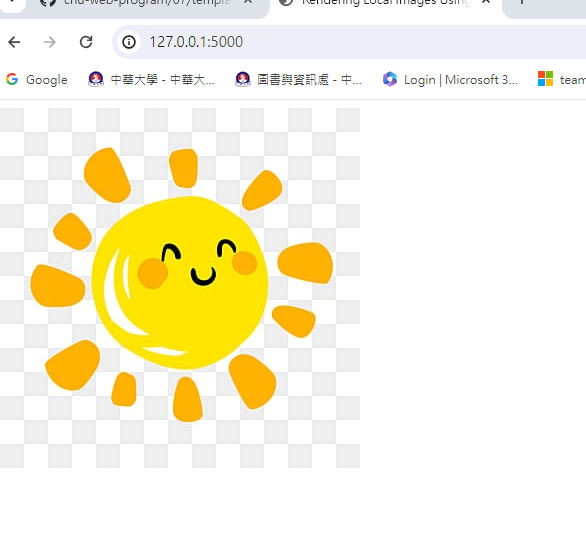 chu-web-program/07/templa
Rendering Local Images Using
127.0.0.1:5000
Google 中華大學 - 中華大... 圖書與資訊處 - 中... Login | Microsoft 3... team